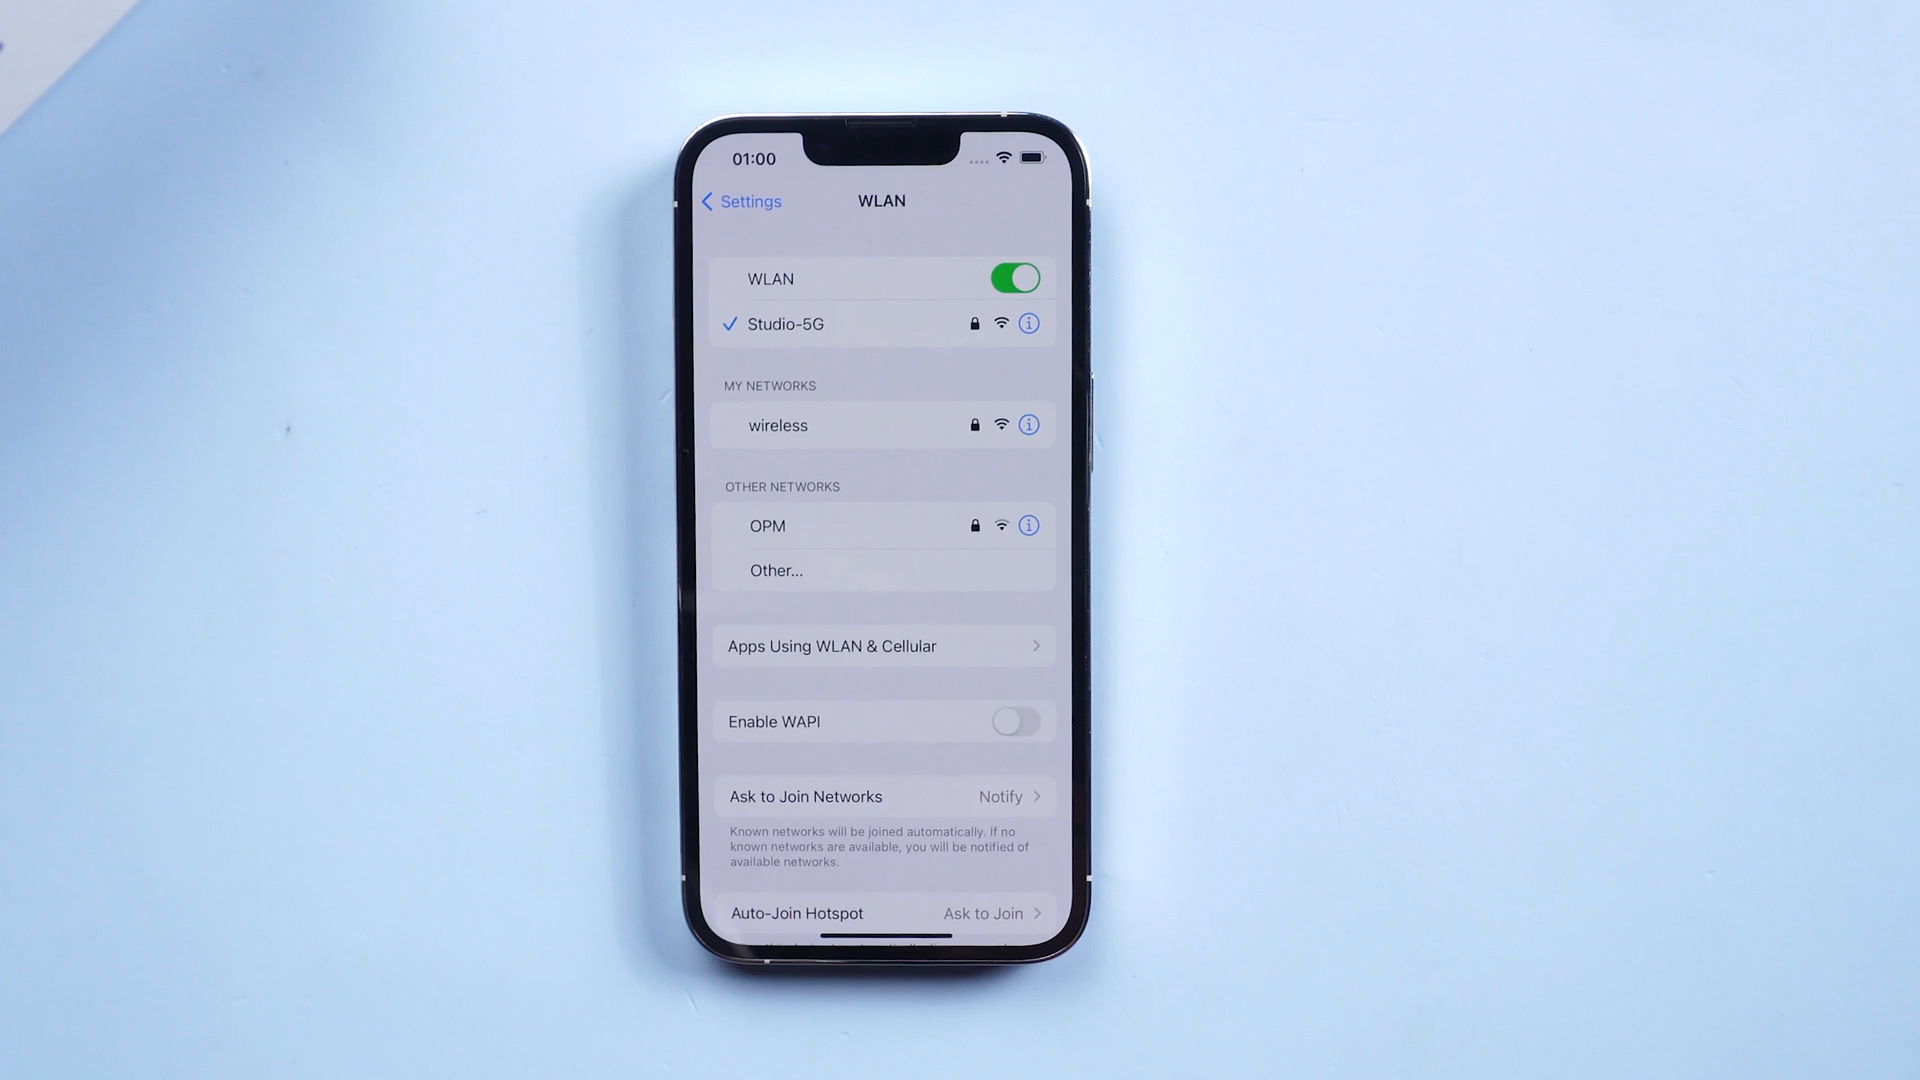 01:00
Settings
WLAN
WLAN
Studio-5G
MY NETWORKS
wireless
OTHER NETWORKS
OPM
Other...
Apps Using WLAN & Cellular
Enable WAPI
Ask to Join Networks Notify
Known networks will be joined automatically. If no
known networks are available, you will be notified of
available networks.
Auto-Join Hotspot Ask to Join